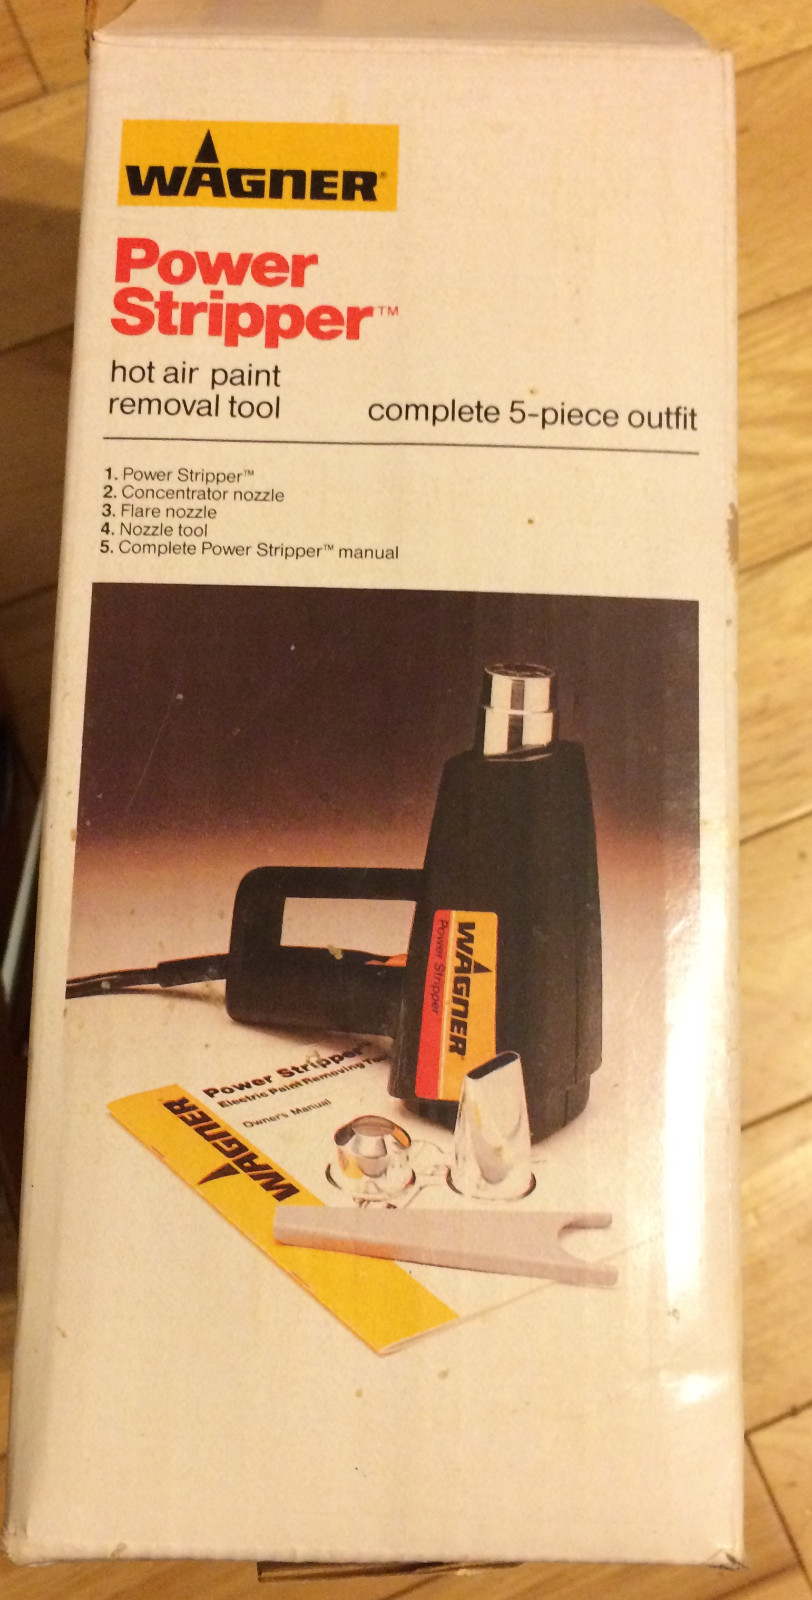 WAGNER
Power
Stripper™
hot air paint
removal tool
complete 5-piece outfit
1. Power Stripper™
2. Concentrator nozzle
3. Flare nozzle
4. Nozzle tool
5. Complete Power Stripper™ manual
WAGNER
Power Stripper
Power Stripper
Electric Paint Removing
Owner's Manual
WAGNER